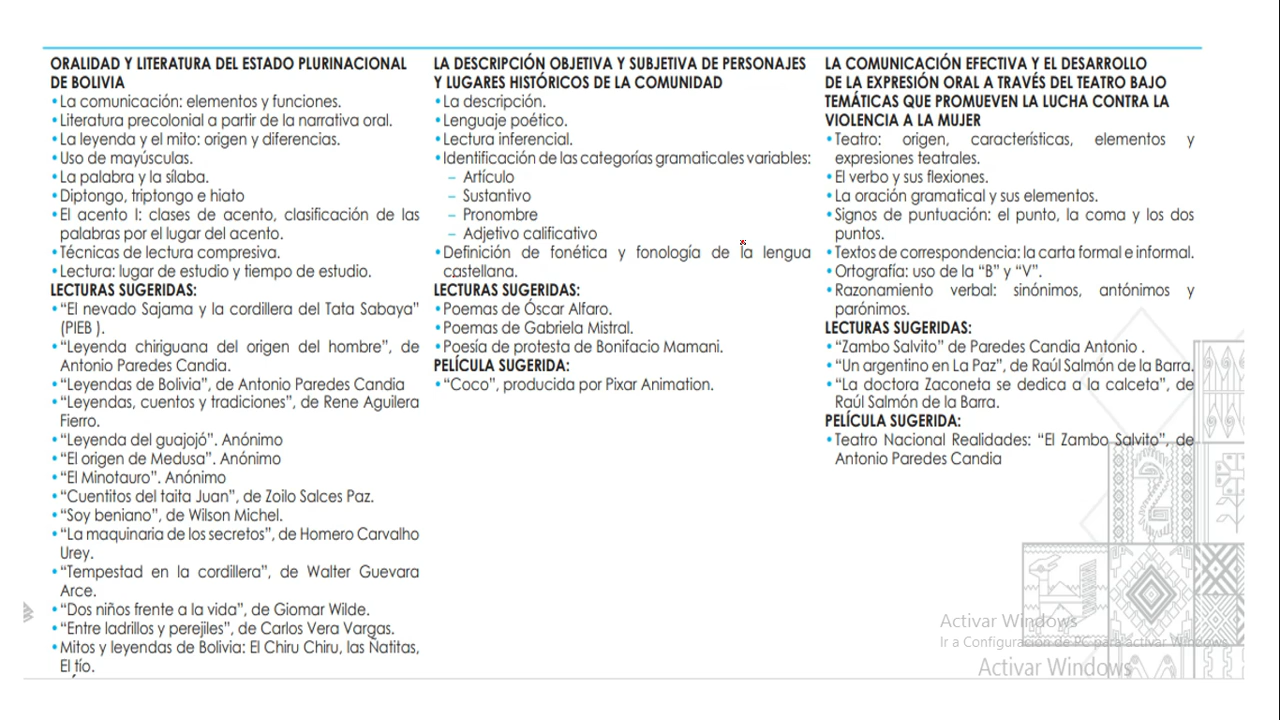 ORALIDAD Y LITERATURA DEL ESTADO PLURINACIONAL
DE BOLIVIA
•La comunicación: elementos y funciones.
•Literatura precolonial a partir de la narrativa oral.
•La leyenda y el mito: origen y diferencias.
•Uso de mayúsculas.
•La palabra y la sílaba.
•Diptongo, triptongo e hiato
•El acento I: clases de acento, clasificación de las
palabras por el lugar del acento.
•Técnicas de lectura compresiva.
•Lectura: lugar de estudio y tiempo de estudio.
LECTURAS SUGERIDAS:
•“El nevado Sajama y la cordillera del Tata Sabaya”
(PIEB ).
•“Leyenda chiriguana del origen del hombre”, de
Antonio Paredes Candia.
•“Leyendas de Bolivia”, de Antonio Paredes Candia
•“Leyendas, cuentos y tradiciones”, de Rene Aguilera
Fierro.
•“Leyenda del guajojó”. Anónimo
•“El origen de Medusa”. Anónimo
•“El Minotauro”. Anónimo
•“Cuentitos del taita Juan”, de Zoilo Salces Paz.
•“Soy beniano”, de Wilson Michel.
•“La maquinaria de los secretos”, de Homero Carvalho
Urey.
•“Tempestad en la cordillera”, de Walter Guevara
Arce.
•“Dos niños frente a la vida”, de Giomar Wilde.
•“Entre ladrillos y perejiles”, de Carlos Vera Vargas.
•Mitos y leyendas de Bolivia: El Chiru Chiru, las Ñatitas,
El tío.
LA DESCRIPCIÓN OBJETIVA Y SUBJETIVA DE PERSONAJES
Y LUGARES HISTÓRICOS DE LA COMUNIDAD
•La descripción.
•Lenguaje poético.
•Lectura inferencial.
•Identificación de las categorías gramaticales variables:
– Artículo
– Sustantivo
– Pronombre
– Adjetivo calificativo
•Definición de fonética y fonología de la lengua
castellana.
LECTURAS SUGERIDAS:
•Poemas de Óscar Alfaro.
•Poemas de Gabriela Mistral.
•Poesía de protesta de Bonifacio Mamani.
PELÍCULA SUGERIDA:
•“Coco”, producida por Pixar Animation.
LA COMUNICACIÓN EFECTIVA Y EL DESARROLLO
DE LA EXPRESIÓN ORAL A TRAVÉS DEL TEATRO BAJO
TEMÁTICAS QUE PROMUEVEN LA LUCHA CONTRA LA
VIOLENCIA A LA MUJER
•Teatro: origen, características, elementos y
expresiones teatrales.
•El verbo y sus flexiones.
•La oración gramatical y sus elementos.
•Signos de puntuación: el punto, la coma y los dos
puntos.
•Textos de correspondencia: la carta formal e informal.
•Ortografía: uso de la “B” y “V”.
•Razonamiento verbal: sinónimos, antónimos y
parónimos.
LECTURAS SUGERIDAS:
•“Zambo Salvito” de Paredes Candia Antonio .
•“Un argentino en La Paz”, de Raúl Salmón de la Barra.
•“La doctora Zaconeta se dedica a la calceta”, de
Raúl Salmón de la Barra.
PELÍCULA SUGERIDA:
•Teatro Nacional Realidades: “El Zambo Salvito”, de
Antonio Paredes Candia
Activar Windows
Ir a Configuración de PC para activar Windows.
Activar Windows